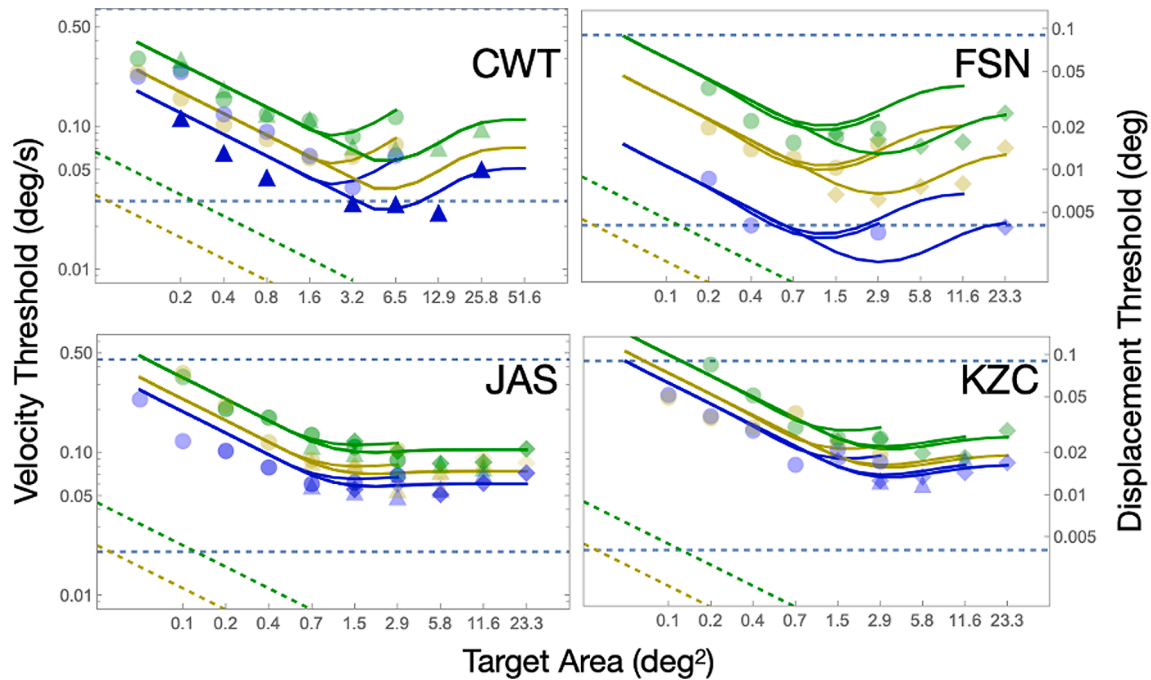 Velocity Threshold (deg/s)
0.50
0.10
0.05
0.01
CWT
0.2 0.4 0.8 1.6 3.2 6.5 12.9 25.8 51.6
FSN
0.1
0.05
0.02
0.01
0.005
0.1 0.2 0.4 0.7 1.5 2.9 5.8 11.6 23.3
0.50
0.10
0.05
0.01
JAS
0.1 0.2 0.4 0.7 1.5 2.9 5.8 11.6 23.3
KZC
0.1
0.05
0.02
0.01
0.005
0.1 0.2 0.4 0.7 1.5 2.9 5.8 11.6 23.3
Displacement Threshold (deg)
Target Area (deg²)